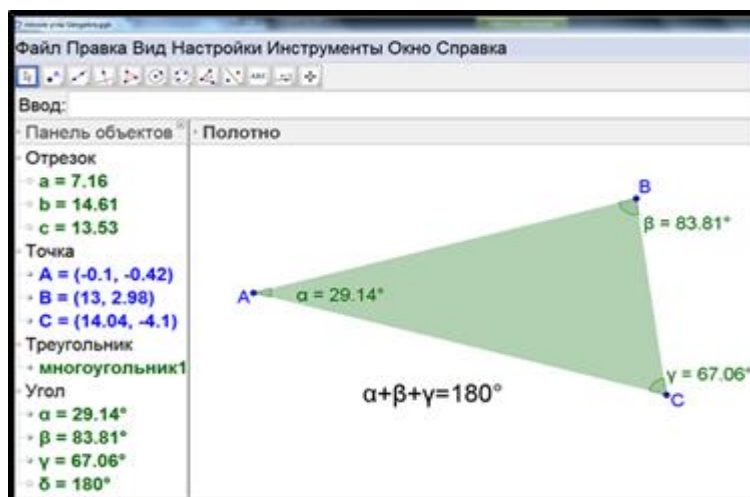 Файл Правка Вид Настройки Инструменты Окно Справка
ABC
Ввод:
Панель объектов
Полотно
Отрезок
a = 7.16
b = 14.61
c = 13.53
Точка
A = (-0.1, -0.42)
B = (13, 2.98)
C = (14.04, -4.1)
Треугольник
многоугольник1
Угол
α = 29.14°
β = 83.81°
γ = 67.06°
δ = 180°
B
β = 83.81°
A
α = 29.14°
γ = 67.06°
C
α+β+γ=180°